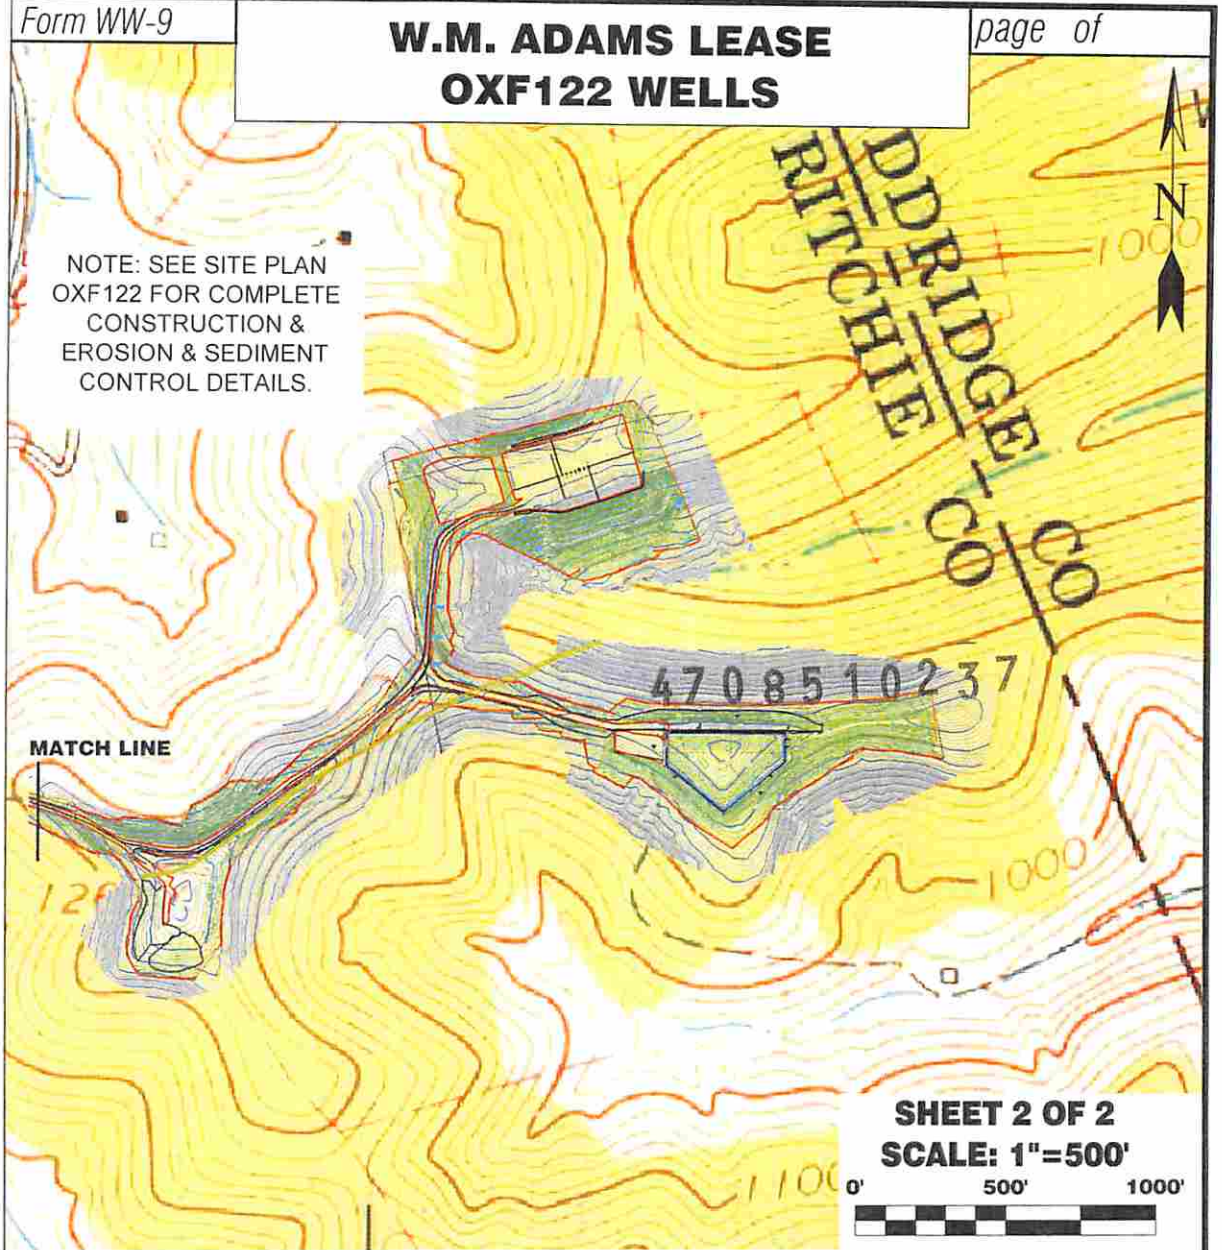 Form WW-9
W.M. ADAMS LEASE
OXF122 WELLS
page of
DDRIDGE CO
RITCHIE CO
N
1000
NOTE: SEE SITE PLAN
OXF122 FOR COMPLETE
CONSTRUCTION &
EROSION & SEDIMENT
CONTROL DETAILS.
4708510237
MATCH LINE
1000
SHEET 2 OF 2
SCALE: 1"=500'
1100
0' 500' 1000'